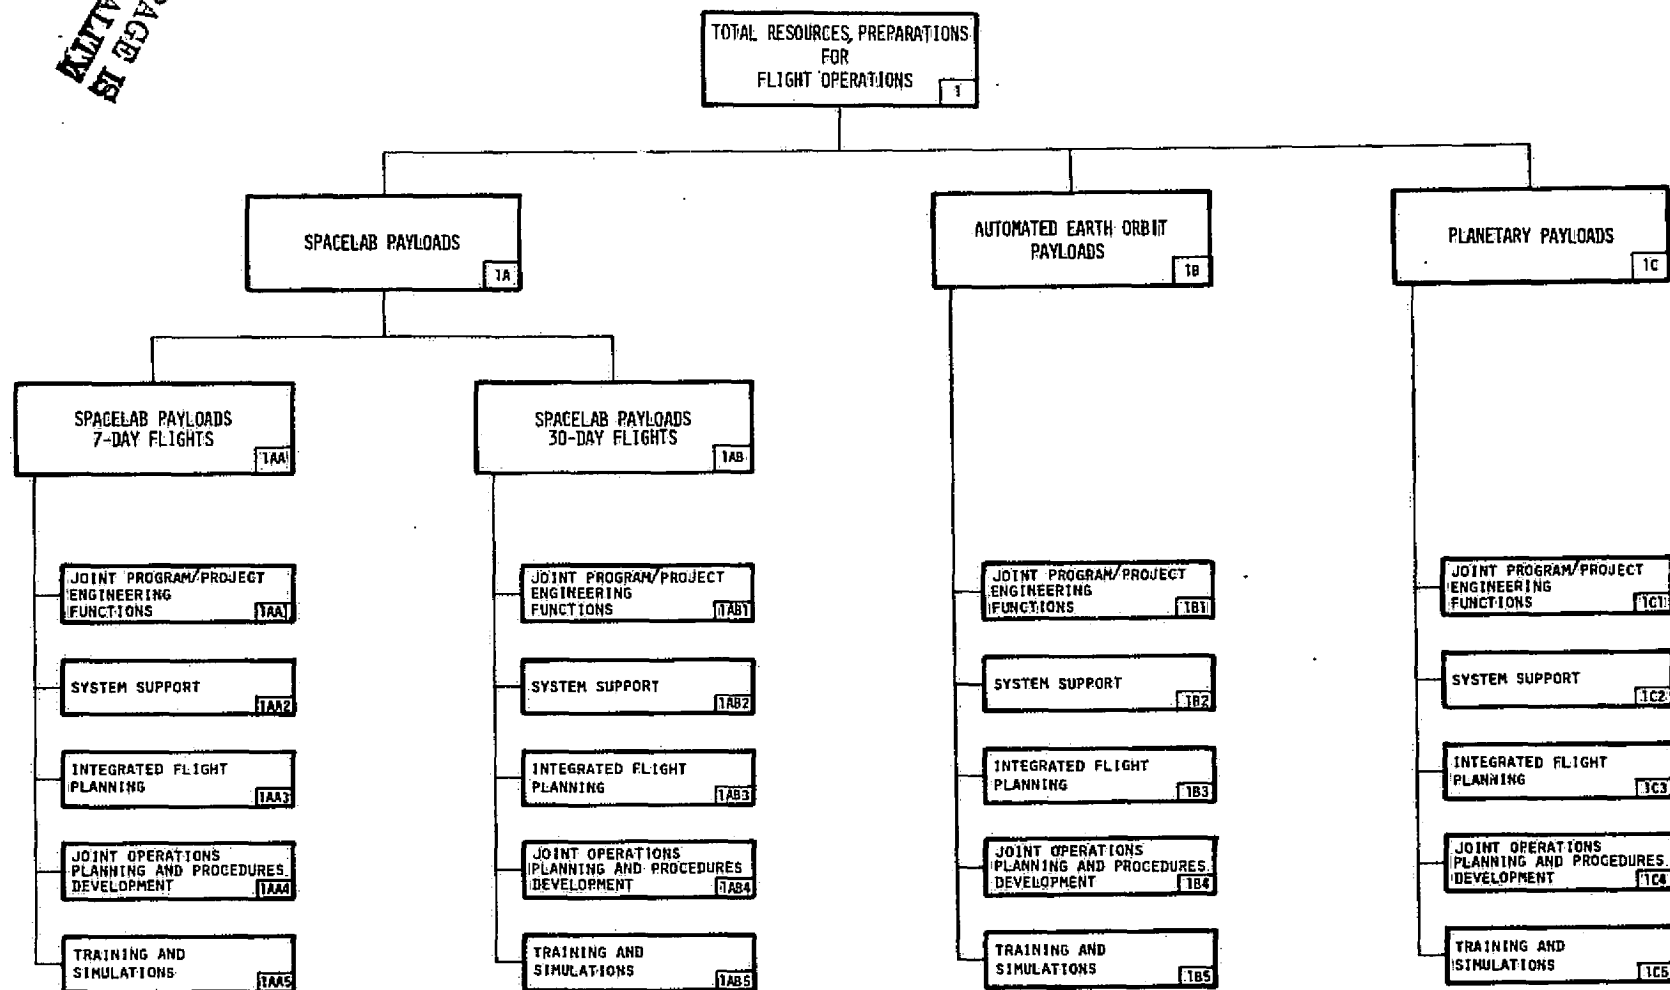 PAGE IS
TOTAL RESOURCES, PREPARATIONS
FOR
FLIGHT OPERATIONS
1
SPACELAB PAYLOADS
1A
AUTOMATED EARTH ORBIT
PAYLOADS
1B
PLANETARY PAYLOADS
1C
SPACELAB PAYLOADS
7-DAY FLIGHTS
1AA
SPACELAB PAYLOADS
30-DAY FLIGHTS
1AB
JOINT PROGRAM/PROJECT
ENGINEERING
FUNCTIONS
1AA1
SYSTEM SUPPORT
1AA2
INTEGRATED FLIGHT
PLANNING
1AA3
JOINT OPERATIONS
PLANNING AND PROCEDURES
DEVELOPMENT
1AA4
TRAINING AND
SIMULATIONS
1AA5
JOINT PROGRAM/PROJECT
ENGINEERING
FUNCTIONS
1AB1
SYSTEM SUPPORT
1AB2
INTEGRATED FLIGHT
PLANNING
1AB3
JOINT OPERATIONS
PLANNING AND PROCEDURES
DEVELOPMENT
1AB4
TRAINING AND
SIMULATIONS
1AB5
JOINT PROGRAM/PROJECT
ENGINEERING
FUNCTIONS
1B1
SYSTEM SUPPORT
1B2
INTEGRATED FLIGHT
PLANNING
1B3
JOINT OPERATIONS
PLANNING AND PROCEDURES
DEVELOPMENT
1B4
TRAINING AND
SIMULATIONS
1B5
JOINT PROGRAM/PROJECT
ENGINEERING
FUNCTIONS
1C1
SYSTEM SUPPORT
1C2
INTEGRATED FLIGHT
PLANNING
1C3
JOINT OPERATIONS
PLANNING AND PROCEDURES
DEVELOPMENT
1C4
TRAINING AND
SIMULATIONS
1C5